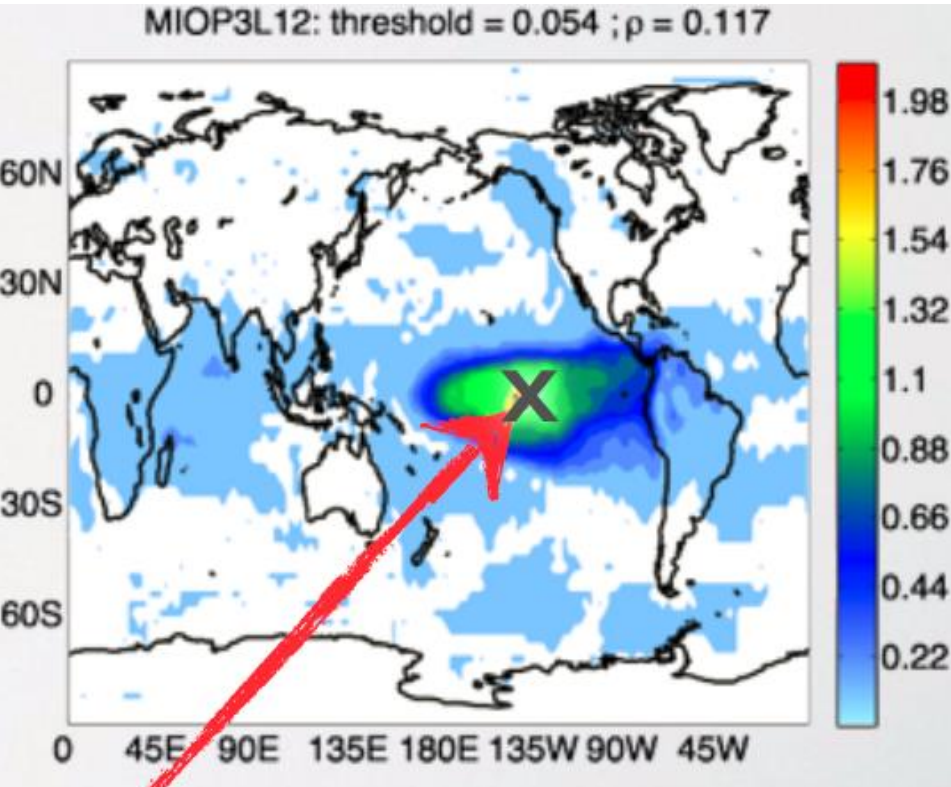 MIOP3L12: threshold = 0.054 ; ρ = 0.117
60N
30N
0
30S
60S
0 45E 90E 135E 180E 135W 90W 45W
1.98
1.76
1.54
1.32
1.1
0.88
0.66
0.44
0.22
X